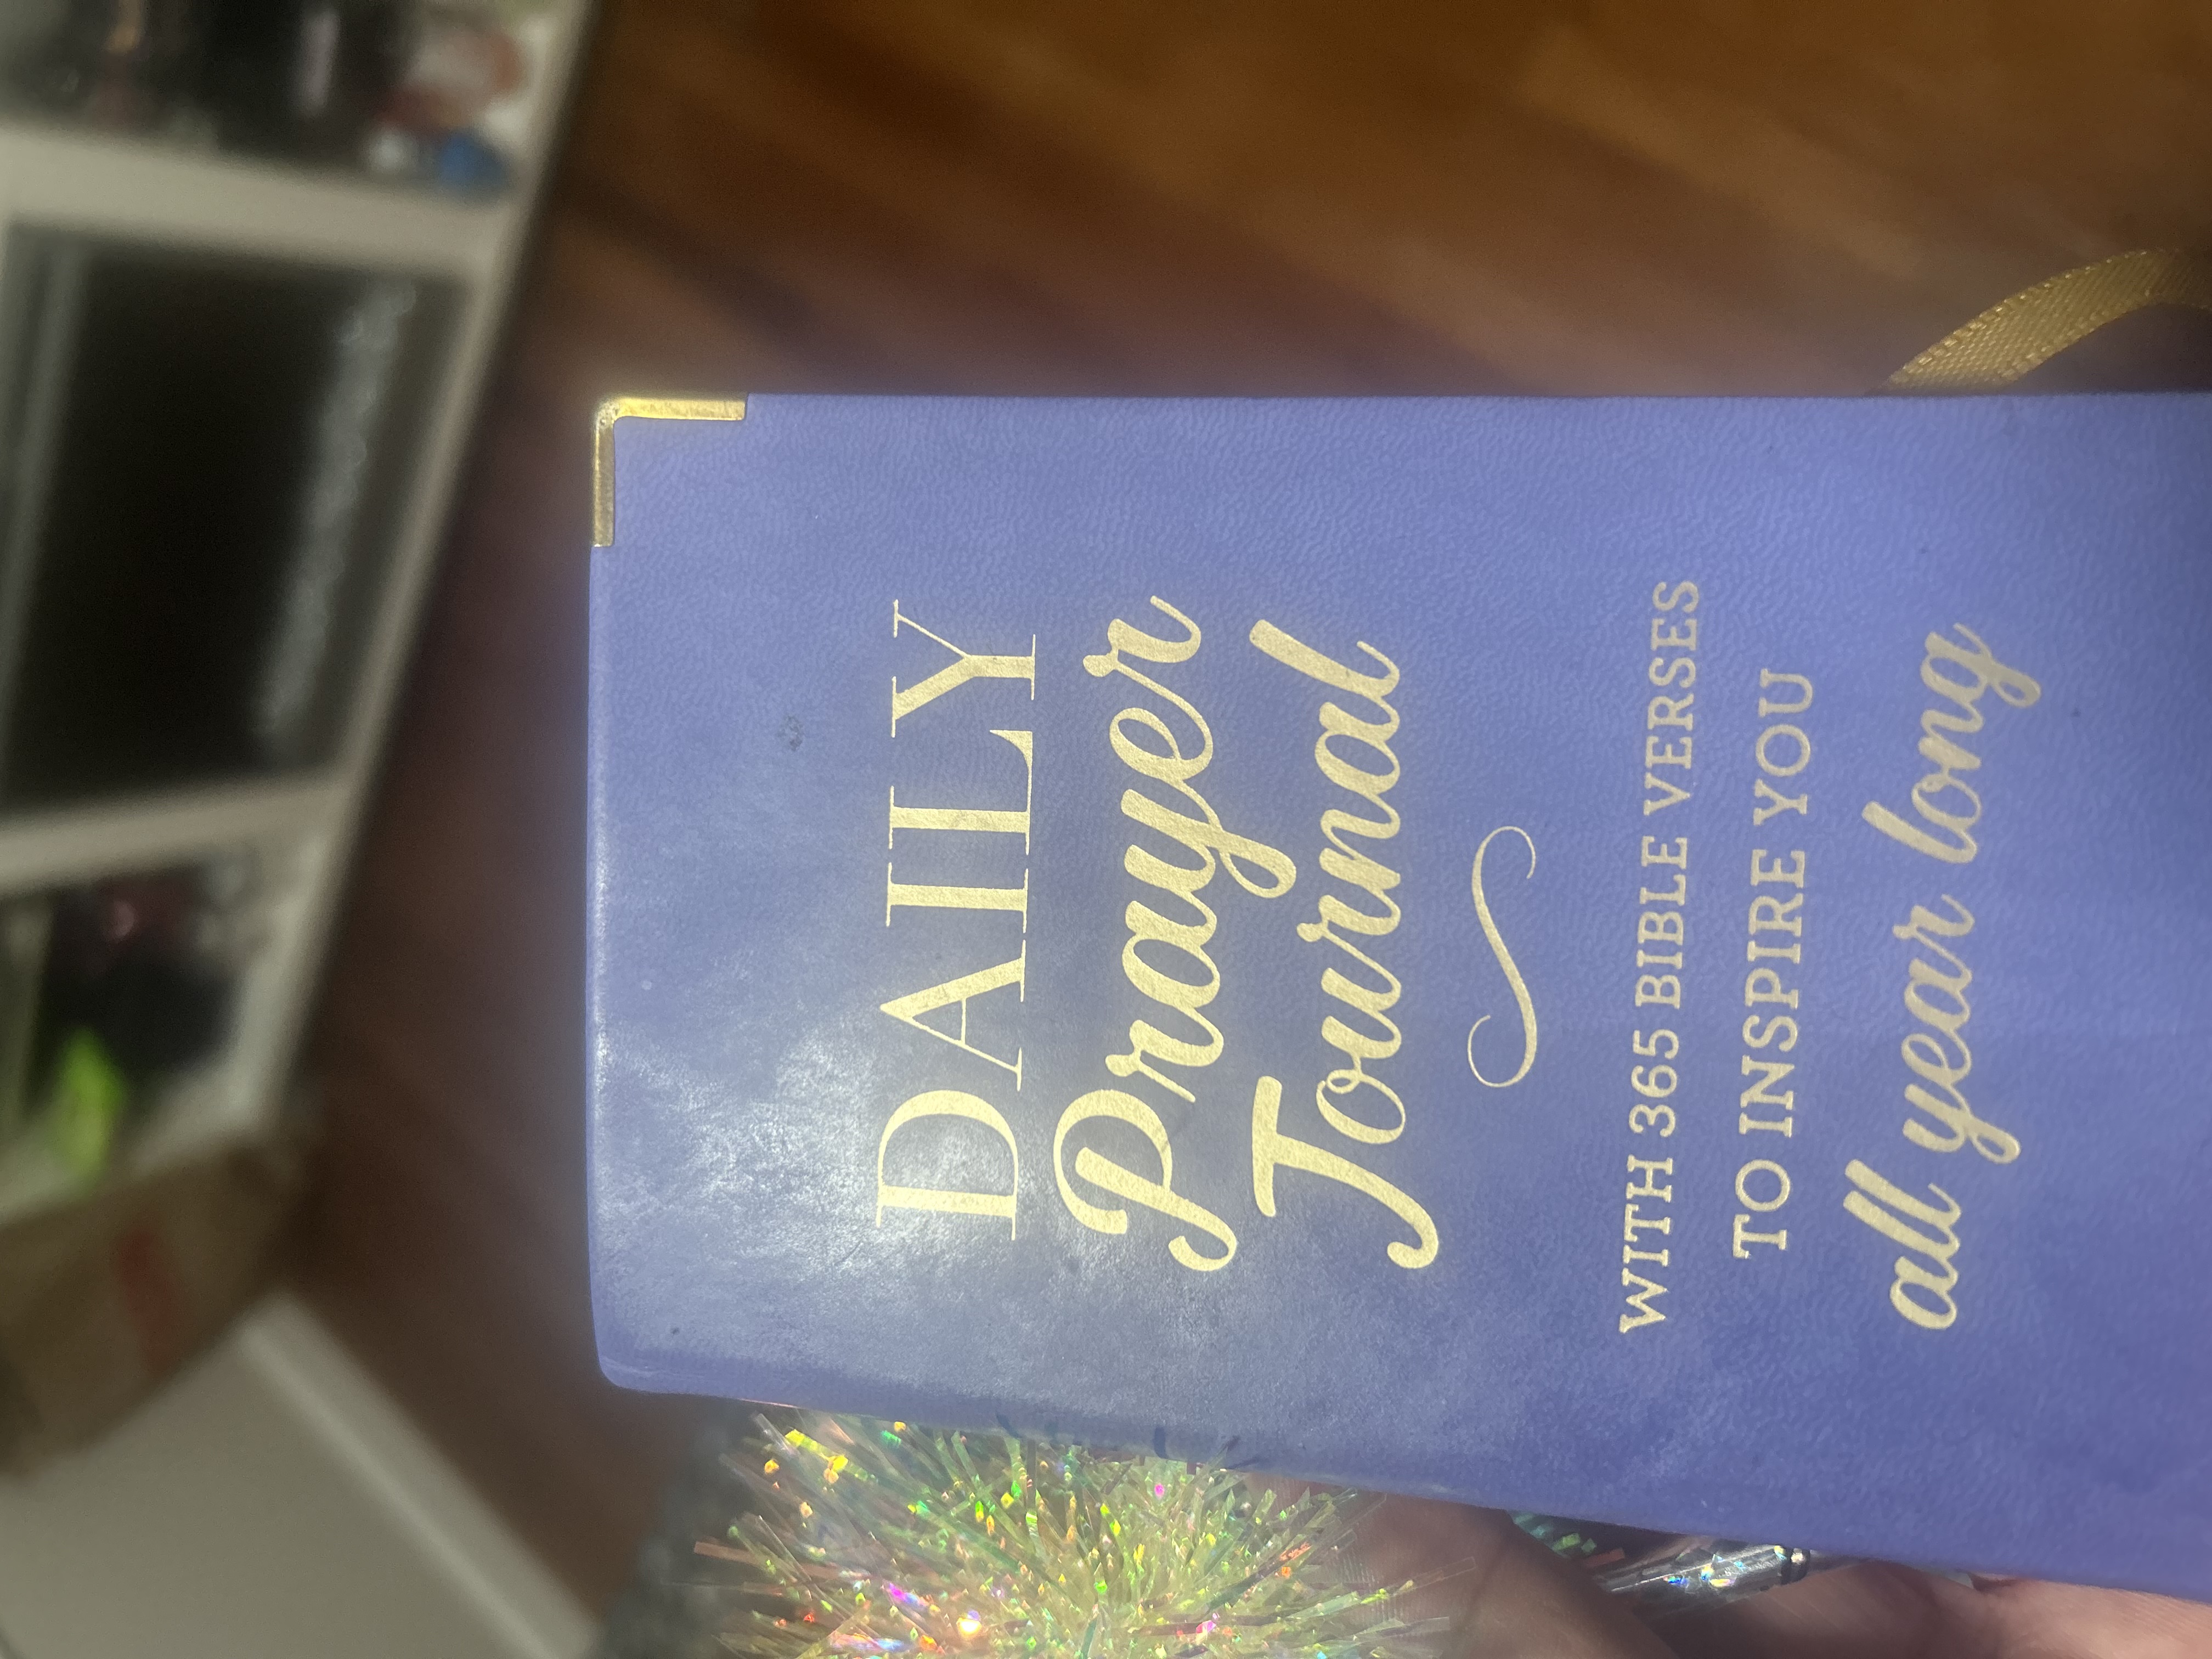 DAILY
Prayer
Journal
WITH 365 BIBLE VERSES
TO INSPIRE YOU
all year long